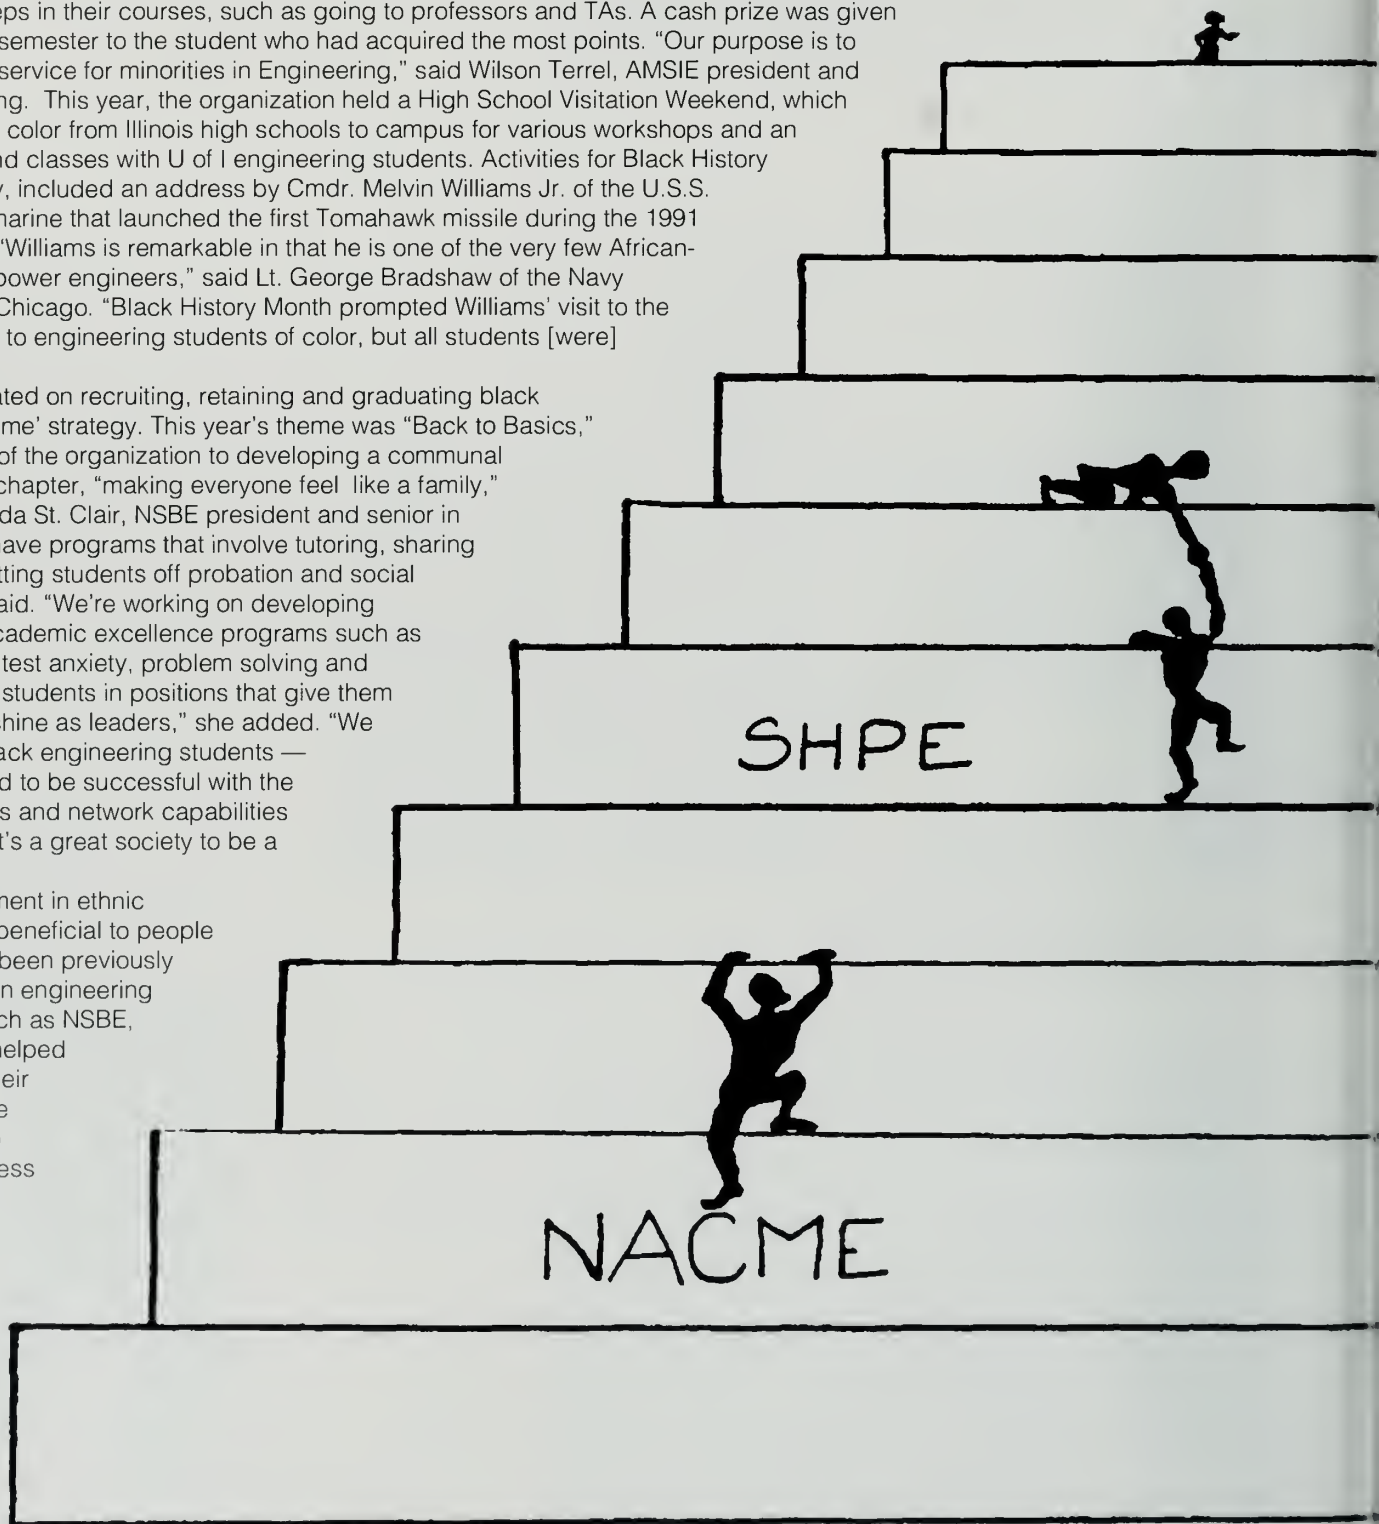 eps in their courses, such as going to professors and TAs. A cash prize was given
semester to the student who had acquired the most points. “Our purpose is to
service for minorities in Engineering,” said Wilson Terrel, AMSIE president and
ng.  This year, the organization held a High School Visitation Weekend, which
color from Illinois high schools to campus for various workshops and an
nd classes with U of I engineering students. Activities for Black History
y, included an address by Cmdr. Melvin Williams Jr. of the U.S.S.
marine that launched the first Tomahawk missile during the 1991
“Williams is remarkable in that he is one of the very few African-
power engineers,” said Lt. George Bradshaw of the Navy
Chicago. “Black History Month prompted Williams’ visit to the
to engineering students of color, but all students [were]
ated on recruiting, retaining and graduating black
me’ strategy. This year’s theme was “Back to Basics,”
of the organization to developing a communal
chapter, “making everyone feel  like a family,”
da St. Clair, NSBE president and senior in
have programs that involve tutoring, sharing
tting students off probation and social
aid. “We’re working on developing
cademic excellence programs such as
test anxiety, problem solving and
students in positions that give them
shine as leaders,” she added. “We
ack engineering students —
d to be successful with the
s and network capabilities
t’s a great society to be a
ment in ethnic
beneficial to people
been previously
n engineering
ch as NSBE,
helped
eir
e
ess
SHPE
NACME